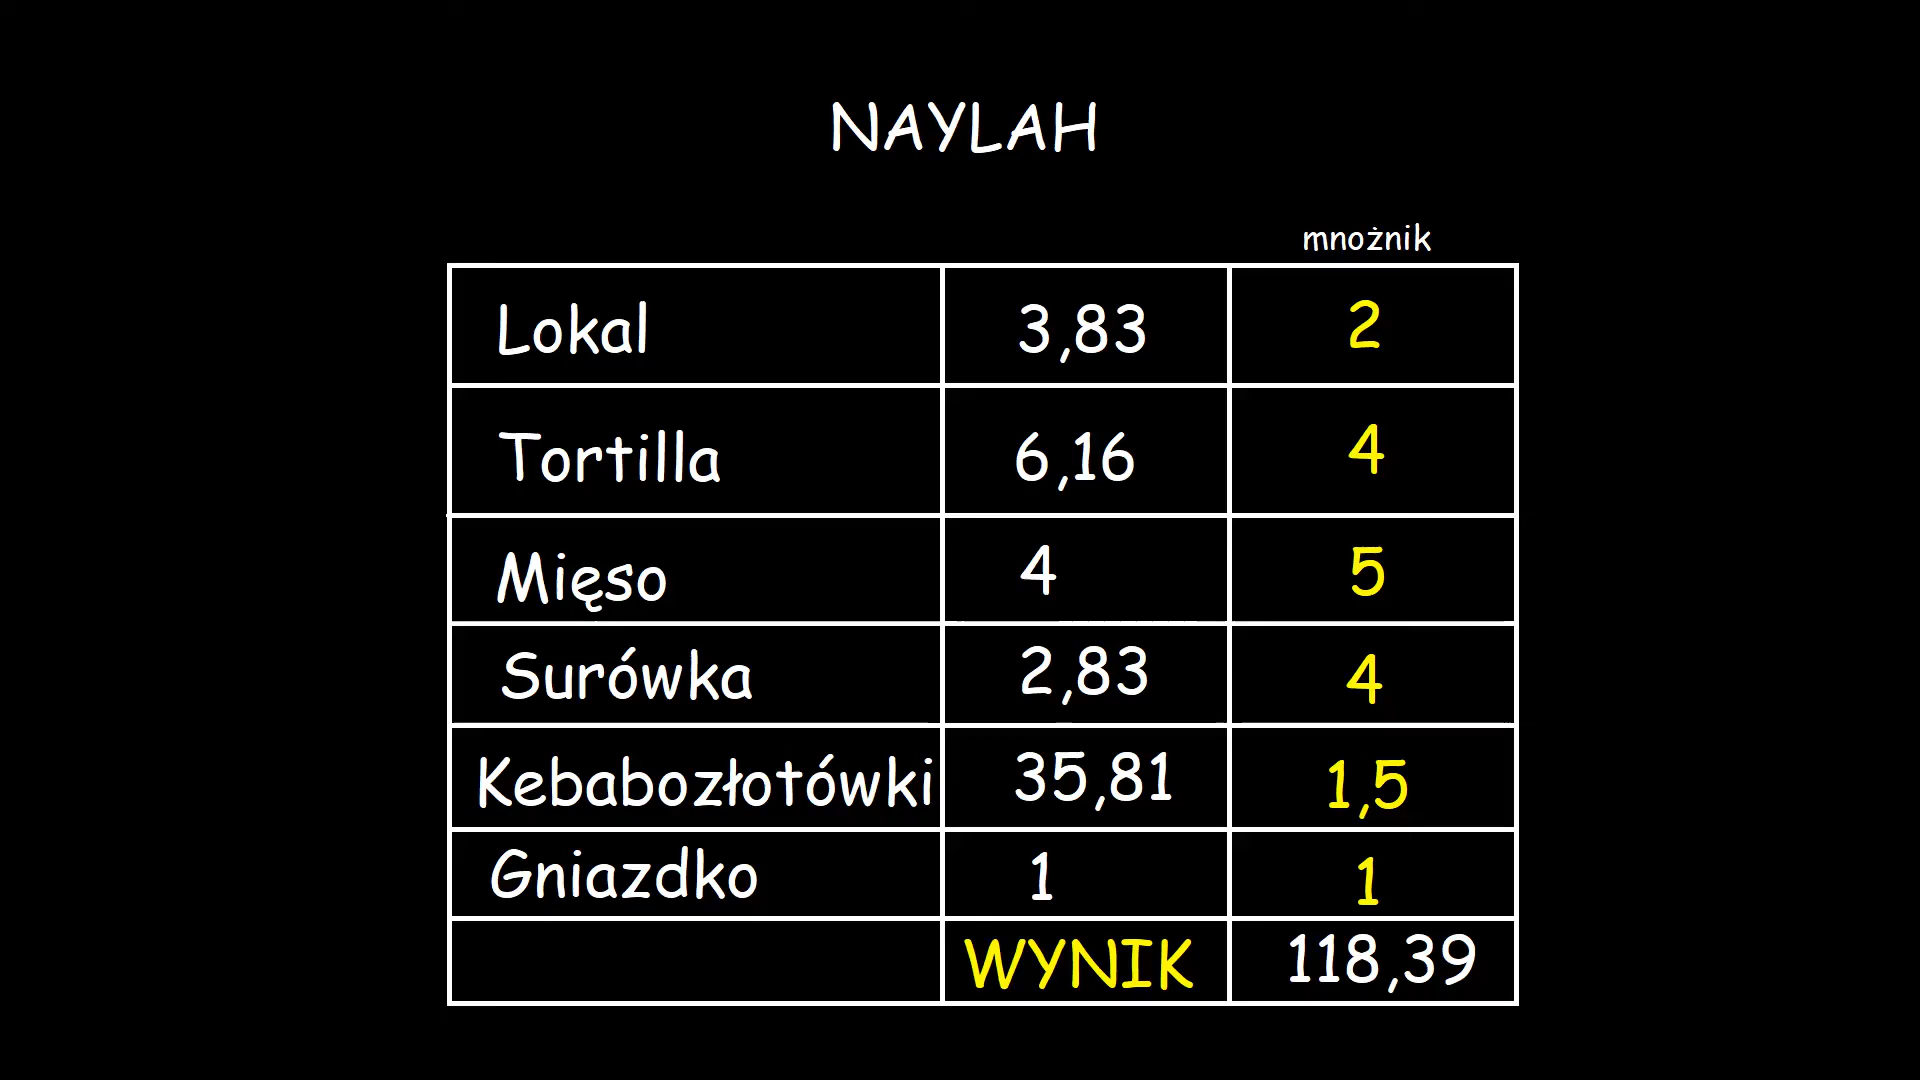 NAYLAH
mnożnik
Lokal 3,83 2
Tortilla 6,16 4
Mięso 4 5
Surówka 2,83 4
Kebabozłotówki 35,81 1,5
Gniazdko 1 1
WYNIK 118,39